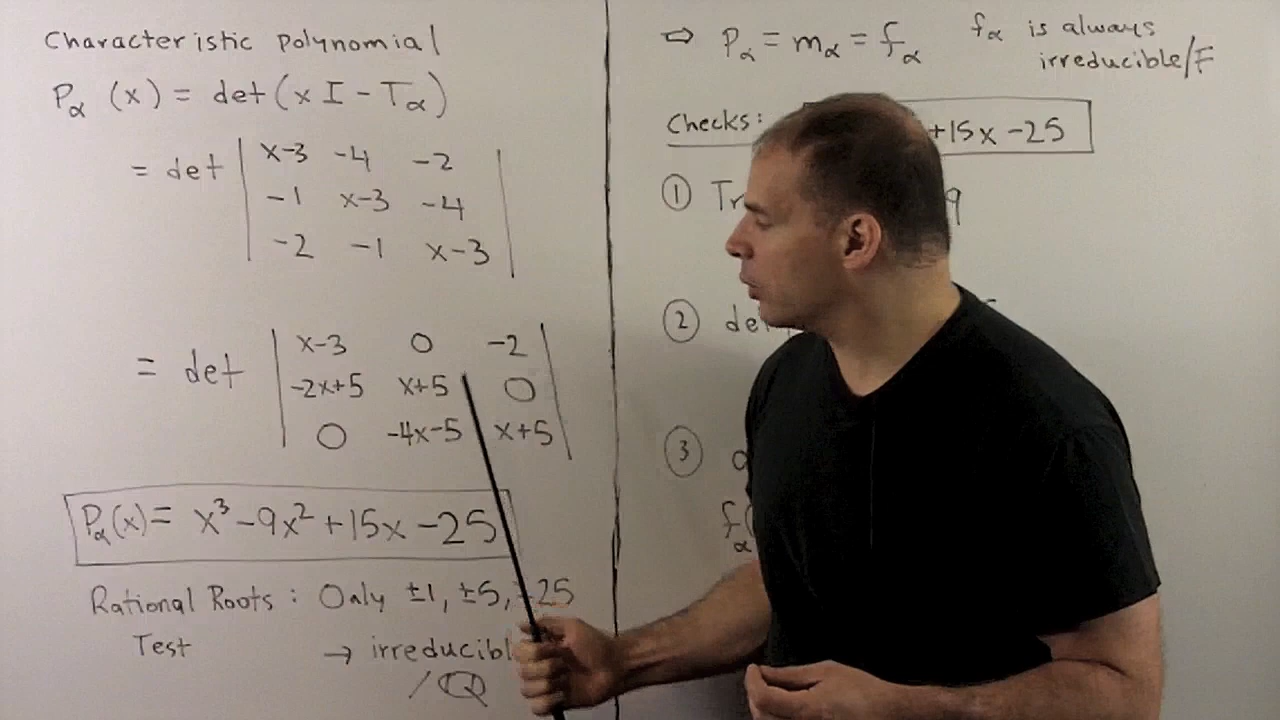 Characteristic Polynomial
Pα (x) = det(x I - Tα)
= det | x-3 -4 -2 |
-1 x-3 -4
-2 -1 x-3
= det | x-3 0 -2 |
-2x+5 x+5 0
0 -4x-5 x+5
Pα(x) = x³ - 9x² + 15x - 25
Rational Roots : Only ±1, ±5, 25
Test → irreducibl
/ℚ
⇒ Pα = mα = fα fα is always
irreducible/F
Checks: +15x - 25
① Tr 9
② de
③
fα(